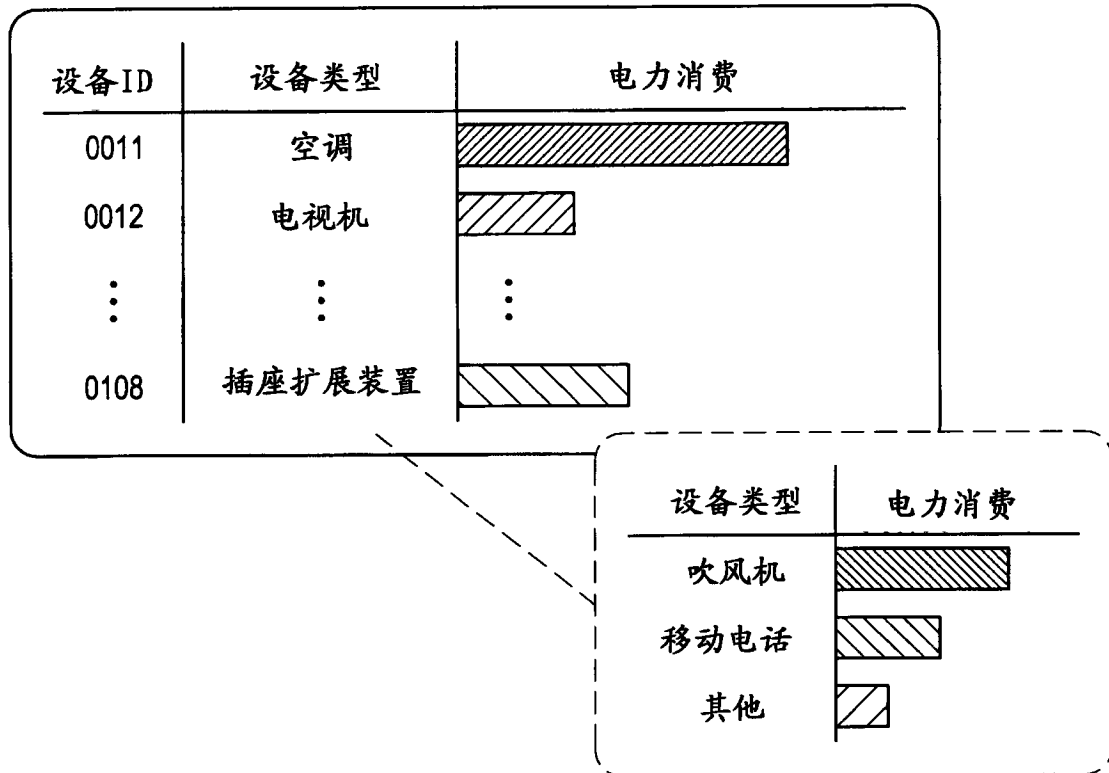 设备ID 设备类型 电力消费
0011 空调
0012 电视机
0108 插座扩展装置
设备类型 电力消费
吹风机
移动电话
其他